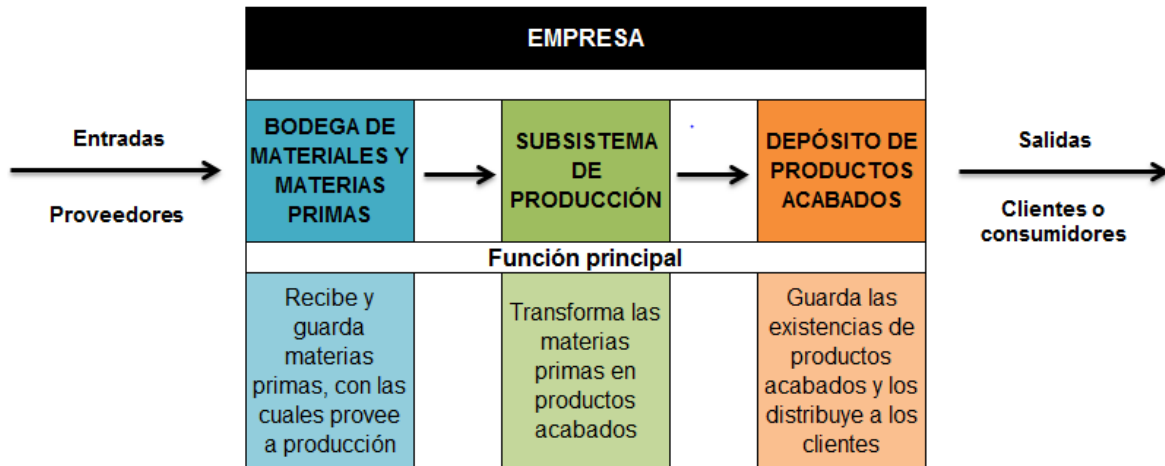 EMPRESA
Entradas
Proveedores
BODEGA DE
MATERIALES Y
MATERIAS
PRIMAS
SUBSISTEMA
DE
PRODUCCIÓN
DEPÓSITO DE
PRODUCTOS
ACABADOS
Salidas
Clientes o
consumidores
Función principal
Recibe y
guarda
materias
primas, con las
cuales provee
a producción
Transforma las
materias
primas en
productos
acabados
Guarda las
existencias de
productos
acabados y los
distribuye a los
clientes